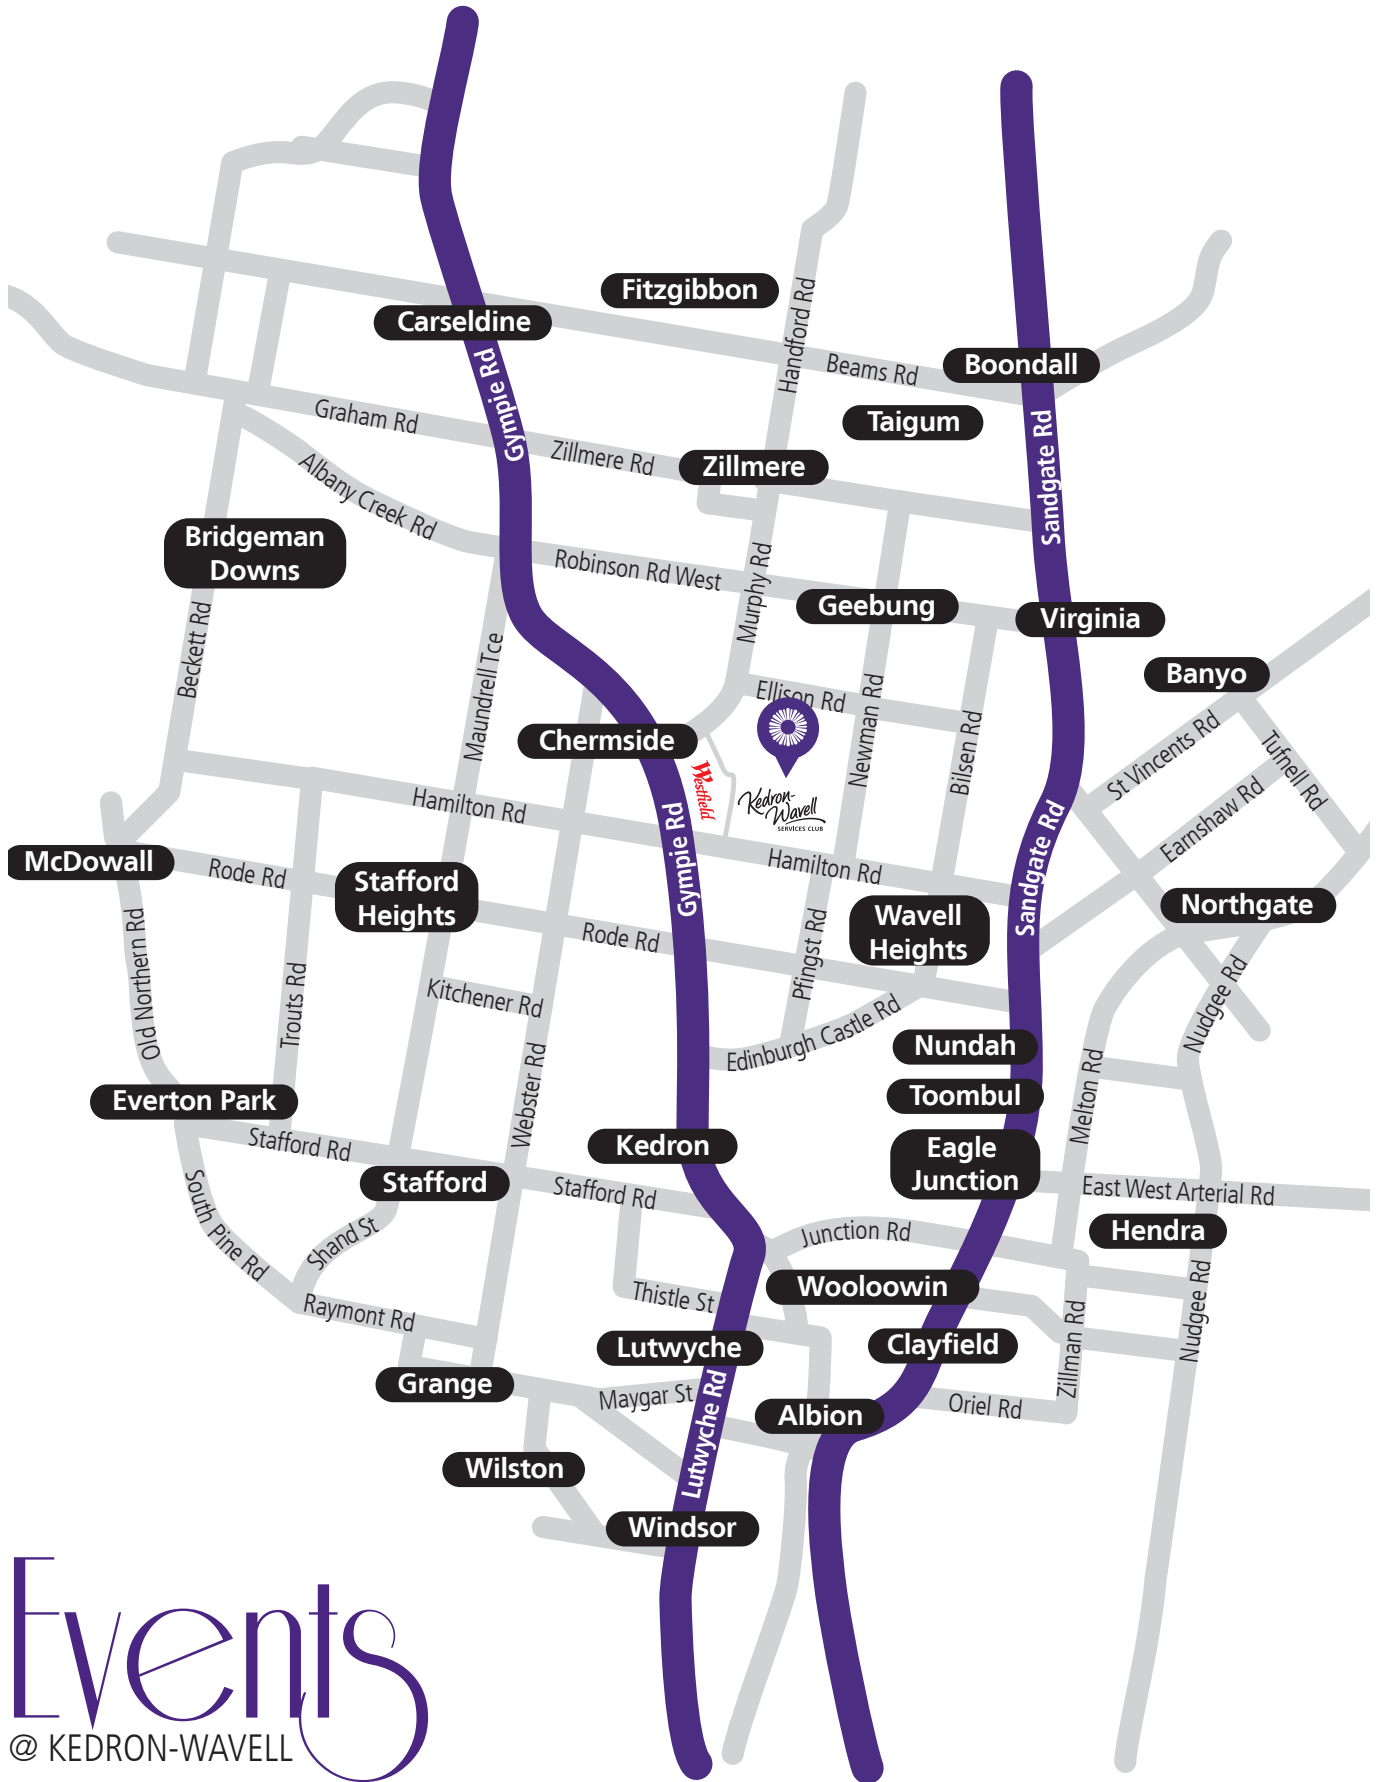 Fitzgibbon
Carseldine
Handford Rd
Gympie Rd
Beams Rd
Boondall
Graham Rd
Taigum
Sandgate Rd
Zillmere Rd
Zillmere
Albany Creek Rd
Bridgeman
Downs
Robinson Rd West
Murphy Rd
Geebung
Virginia
Beckett Rd
Maundrell Tce
Banyo
Ellison Rd
Newman Rd
Bilsen Rd
St Vincents Rd
Tufnell Rd
Chermside
Westfield
Kedron-
Wavell
SERVICES CLUB
Earnshaw Rd
Hamilton Rd
Gympie Rd
Sandgate Rd
McDowall
Rode Rd
Stafford
Heights
Hamilton Rd
Wavell
Heights
Northgate
Rode Rd
Old Northern Rd
Trouts Rd
Kitchener Rd
Pfingst Rd
Nudgee Rd
Edinburgh Castle Rd
Nundah
Everton Park
Webster Rd
Toombul
Melton Rd
Stafford Rd
Kedron
Eagle
Junction
Stafford
Stafford Rd
East West Arterial Rd
South Pine Rd
Shand St
Junction Rd
Hendra
Raymont Rd
Thistle St
Wooloowin
Nudgee Rd
Lutwyche
Clayfield
Zillman Rd
Grange
Maygar St
Lutwyche Rd
Albion
Oriel Rd
Wilston
Windsor
Events
@ KEDRON-WAVELL